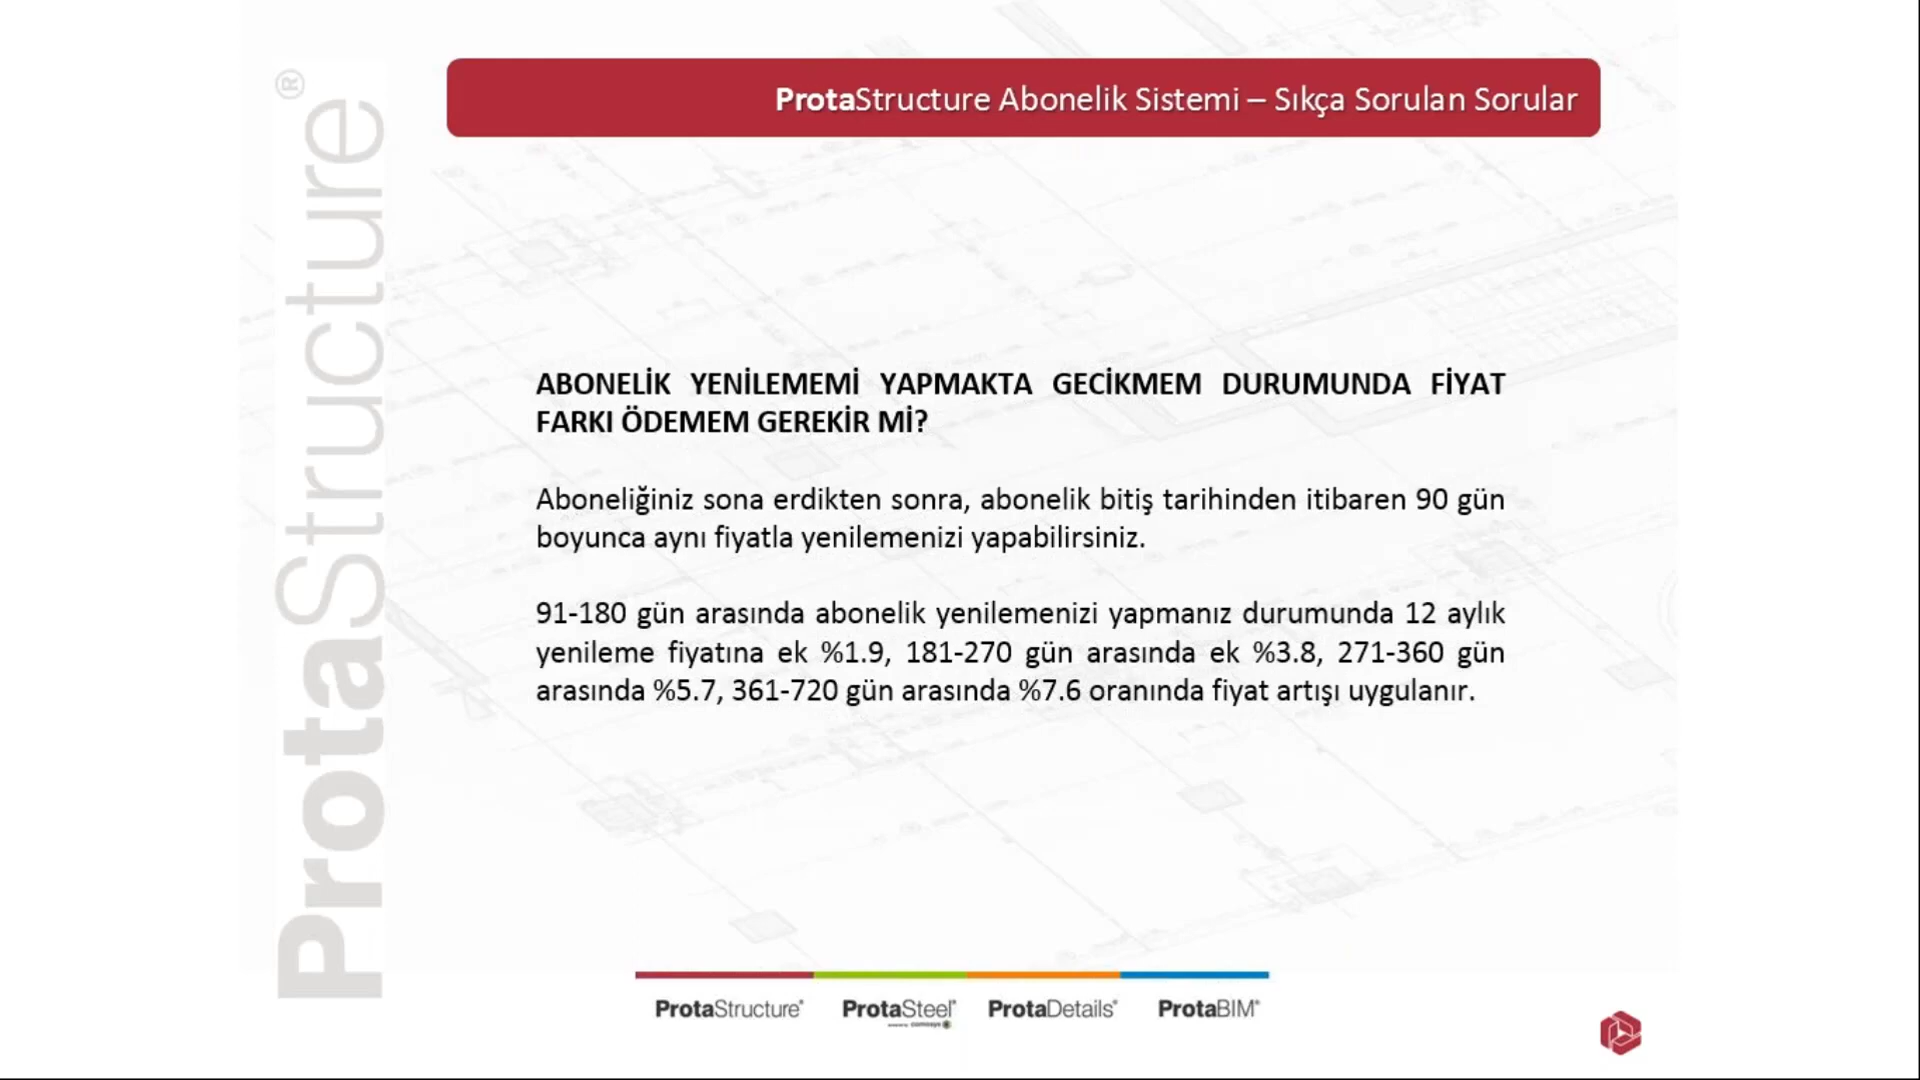 ProtaStructure®
ProtaStructure Abonelik Sistemi – Sıkça Sorulan Sorular
ABONELİK YENİLEMEMİ YAPMAKTA GECİKMEM DURUMUNDA FİYAT
FARKI ÖDEMEM GEREKİR Mİ?
Aboneliğiniz sona erdikten sonra, abonelik bitiş tarihinden itibaren 90 gün
boyunca aynı fiyatla yenilemenizi yapabilirsiniz.
91-180 gün arasında abonelik yenilemenizi yapmanız durumunda 12 aylık
yenileme fiyatına ek %1.9, 181-270 gün arasında ek %3.8, 271-360 gün
arasında %5.7, 361-720 gün arasında %7.6 oranında fiyat artışı uygulanır.
ProtaStructure® ProtaSteel® ProtaDetails® ProtaBIM®